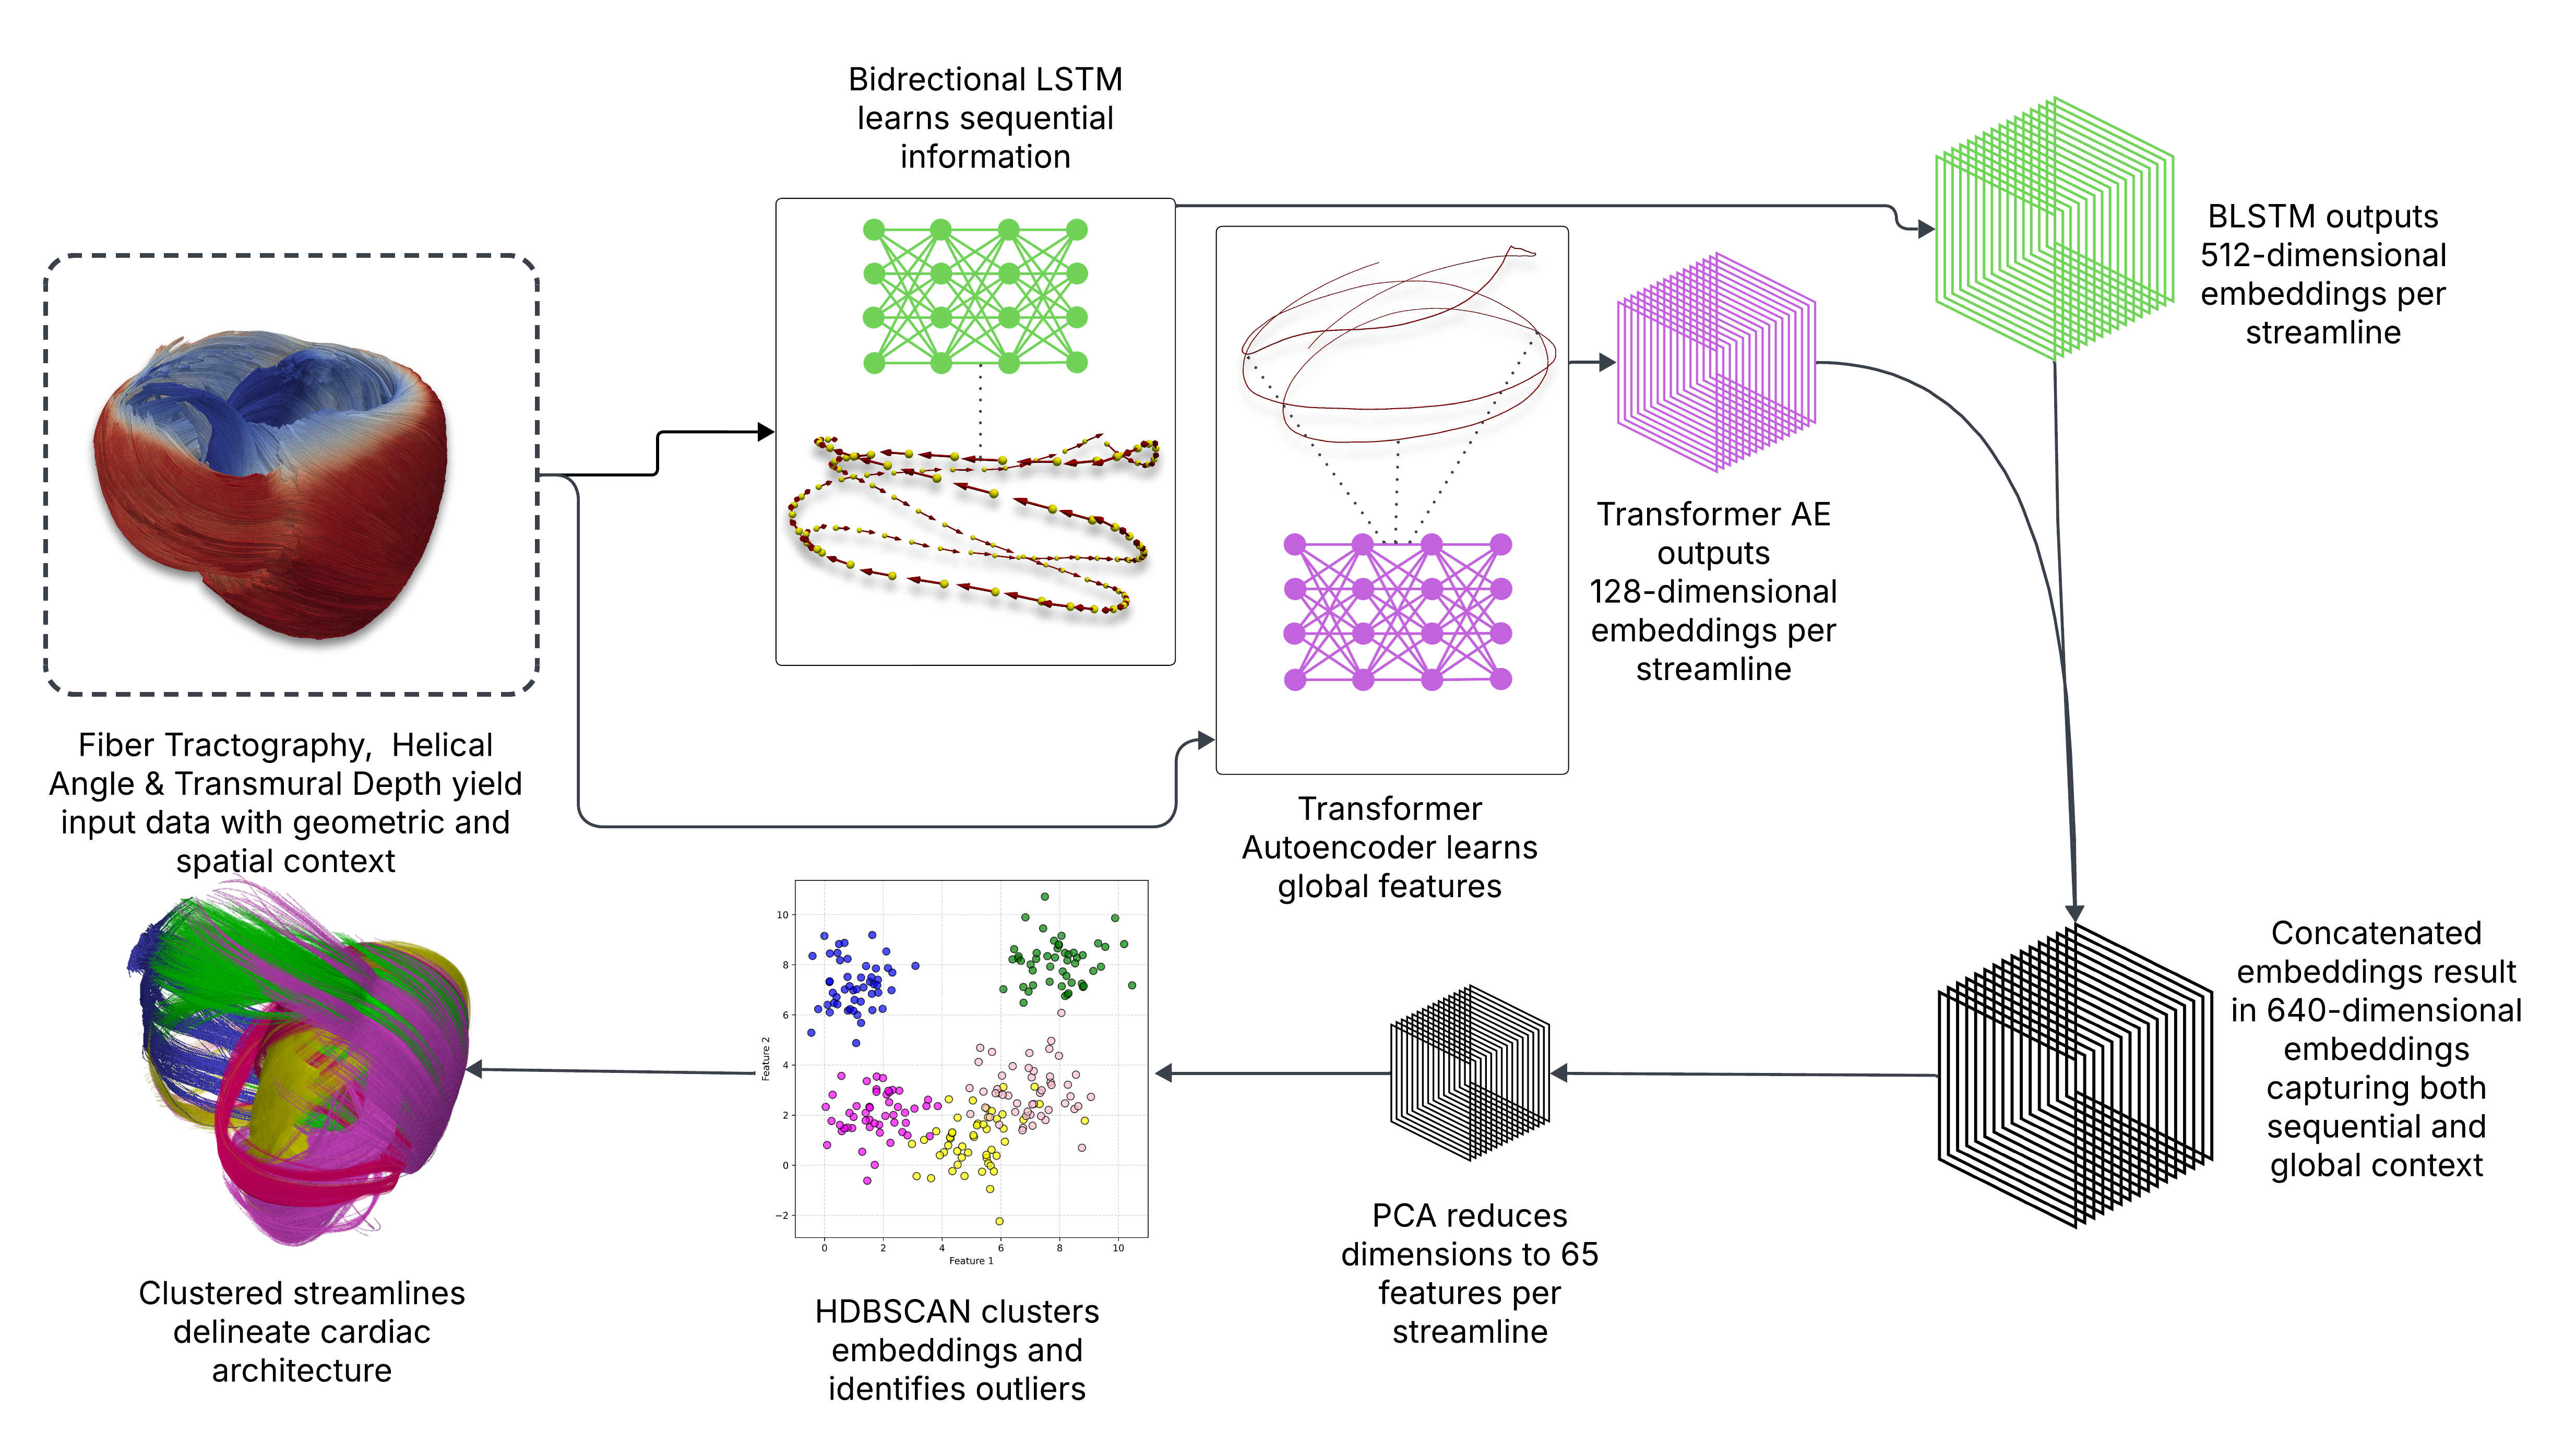 Bidrectional LSTM
learns sequential
information
BLSTM outputs
512-dimensional
embeddings per
streamline
Transformer AE
outputs
128-dimensional
embeddings per
streamline
Fiber Tractography,  Helical
Angle & Transmural Depth yield
input data with geometric and
spatial context
Transformer
Autoencoder learns
global features
Concatenated
embeddings result
in 640-dimensional
embeddings
capturing both
sequential and
global context
10
8
6
4
2
0
−2
Feature 2
0 2 4 6 8 10
Feature 1
PCA reduces
dimensions to 65
features per
streamline
HDBSCAN clusters
embeddings and
identifies outliers
Clustered streamlines
delineate cardiac
architecture